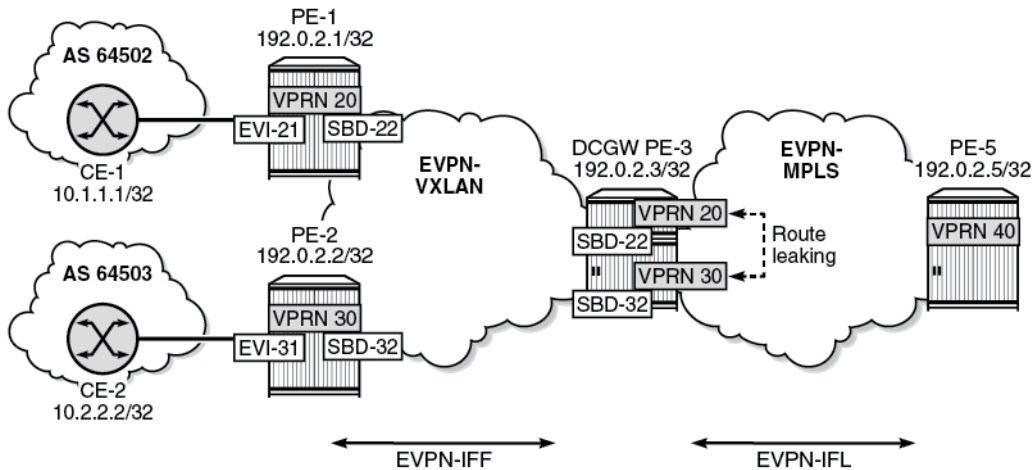 PE-1
192.0.2.1/32
AS 64502
VPRN 20
EVI-21
SBD-22
CE-1
10.1.1.1/32
EVPN-
VXLAN
DCGW PE-3
192.0.2.3/32
VPRN 20
SBD-22
VPRN 30
SBD-32
Route
leaking
EVPN-
MPLS
PE-5
192.0.2.5/32
VPRN 40
PE-2
192.0.2.2/32
AS 64503
VPRN 30
EVI-31
SBD-32
CE-2
10.2.2.2/32
EVPN-IFF
EVPN-IFL